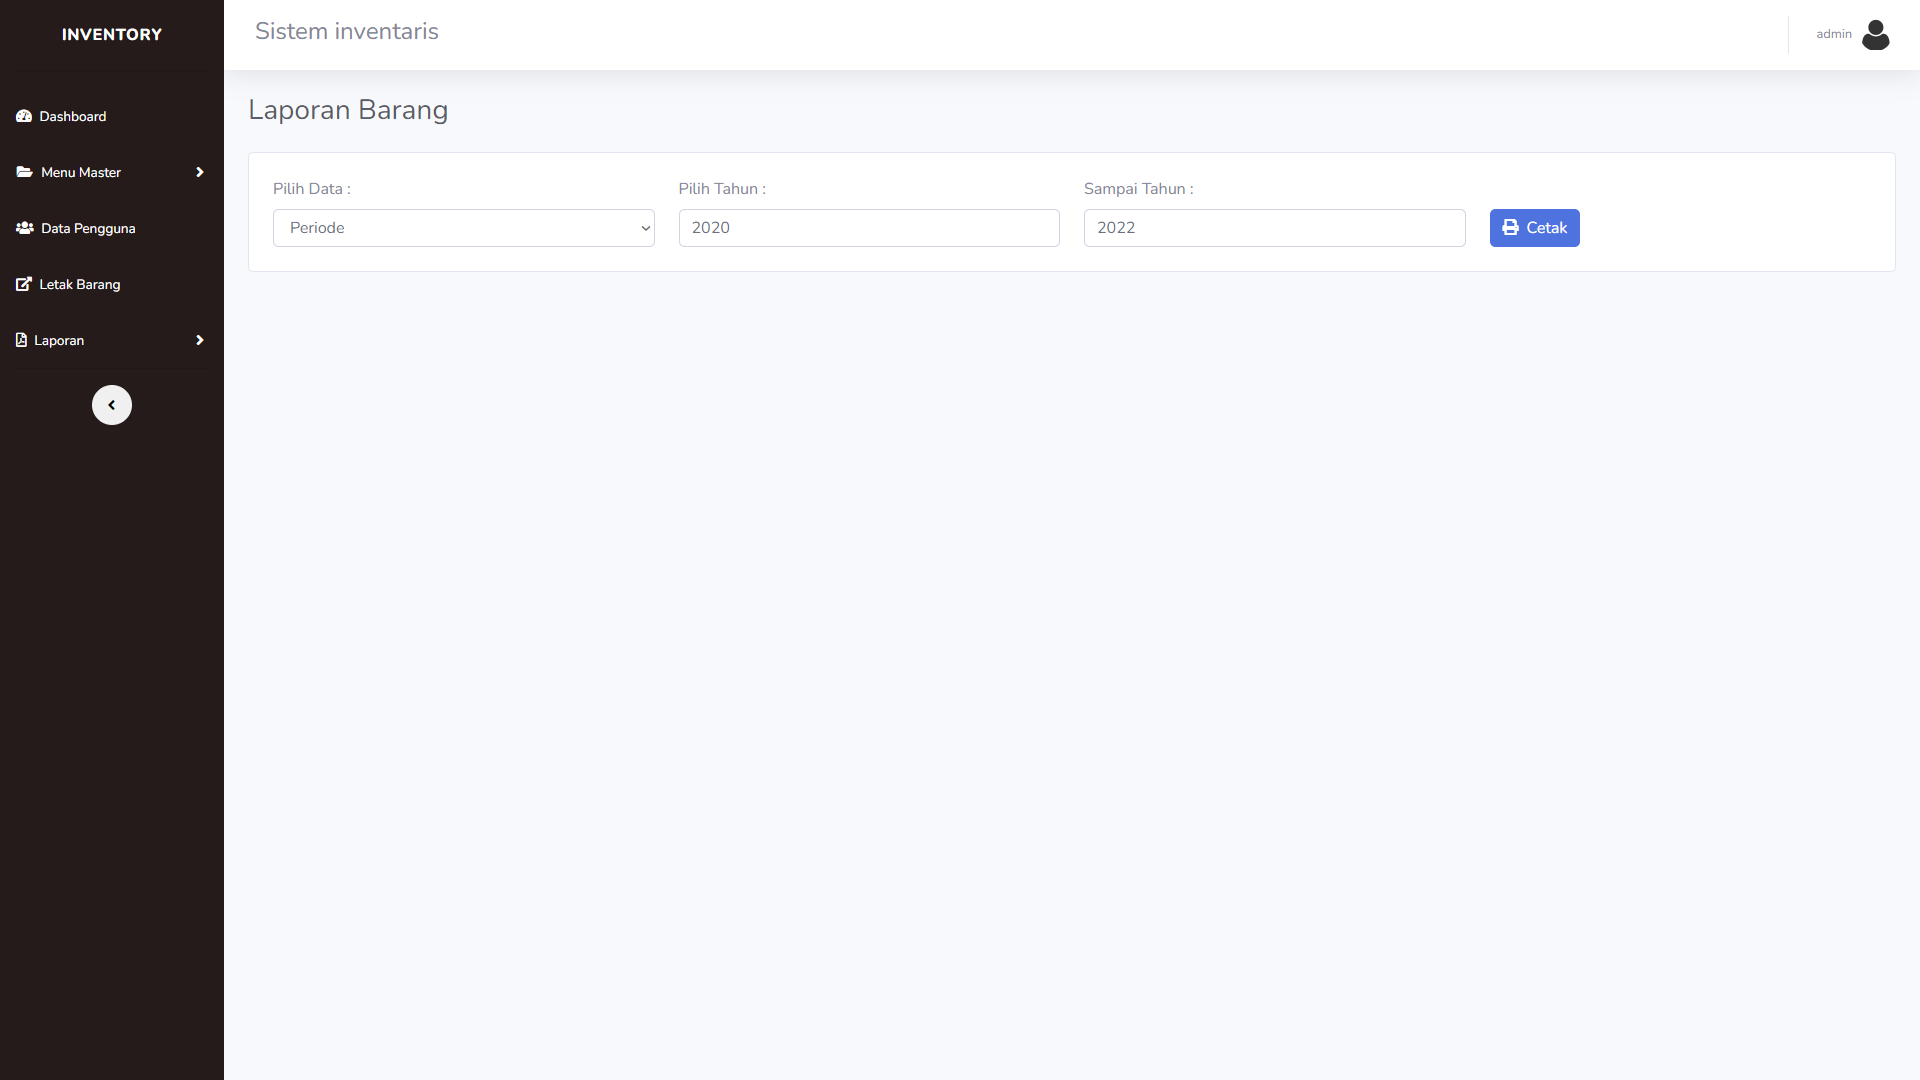 INVENTORY
Sistem inventaris
admin
Dashboard
Menu Master
Data Pengguna
Letak Barang
Laporan
Laporan Barang
Pilih Data :
Pilih Tahun :
Sampai Tahun :
Periode
2020
2022
Cetak